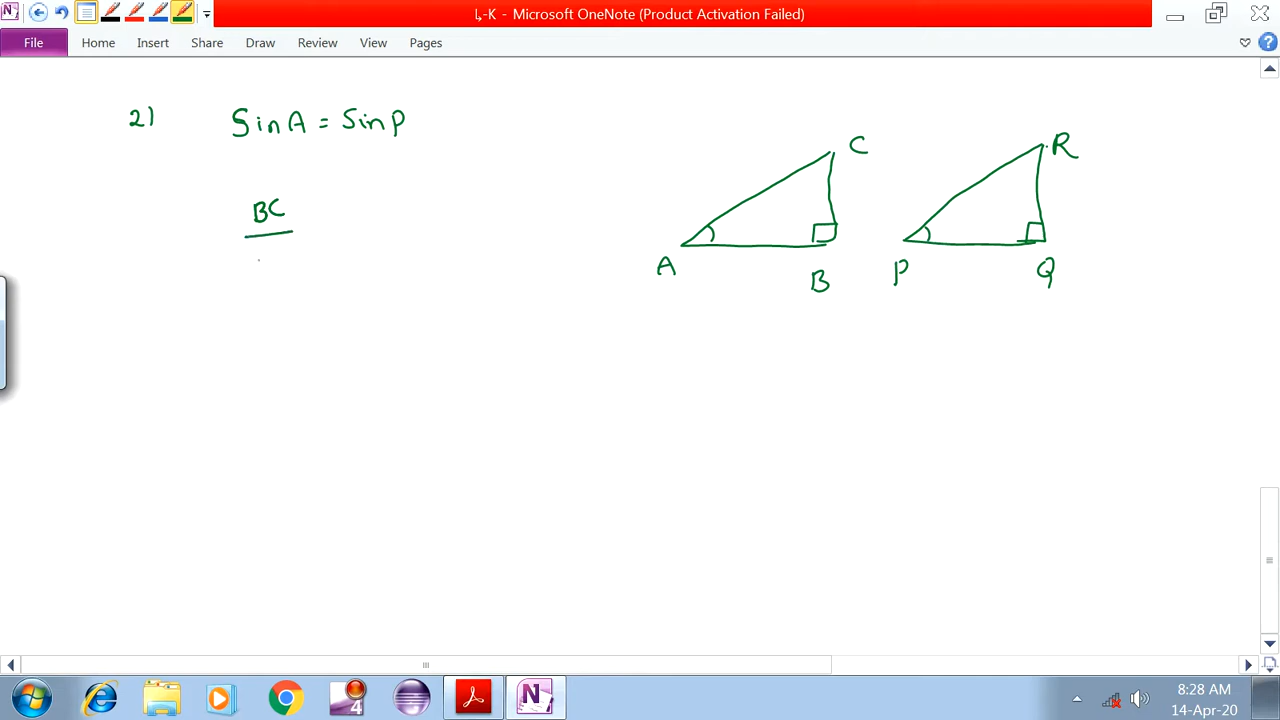 L-K - Microsoft OneNote (Product Activation Failed)
File Home Insert Share Draw Review View Pages
2) Sin A = Sin P
BC
C
R
A
B
P
Q
4
8:28 AM
14-Apr-20